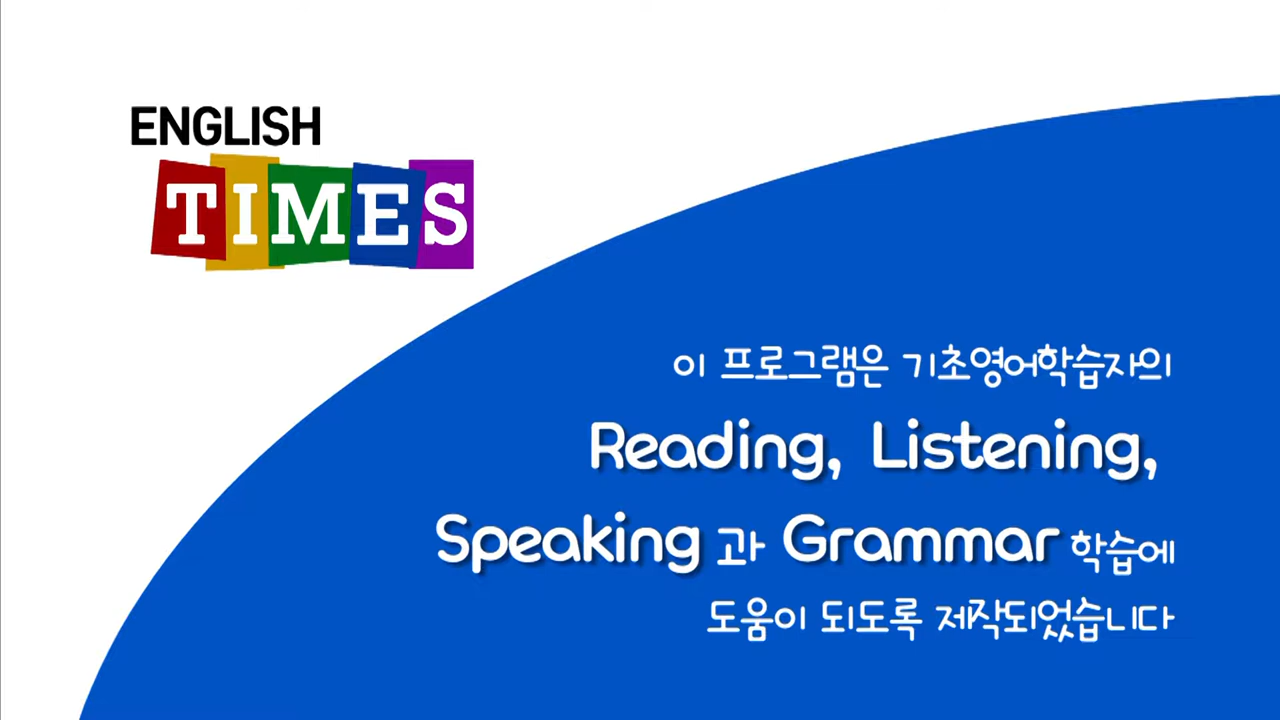 ENGLISH
TIMES
이 프로그램은 기초영어학습자의
Reading, Listening,
Speaking 과 Grammar 학습에
도움이 되도록 제작되었습니다